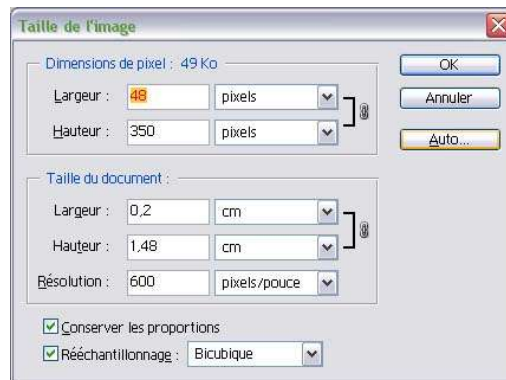 Taille de l'image
Dimensions de pixel : 49 Ko
Largeur : 48 pixels
Hauteur : 350 pixels
OK
Annuler
Auto...
Taille du document :
Largeur : 0,2 cm
Hauteur : 1,48 cm
Résolution : 600 pixels/pouce
Conserver les proportions
Rééchantillonnage : Bicubique